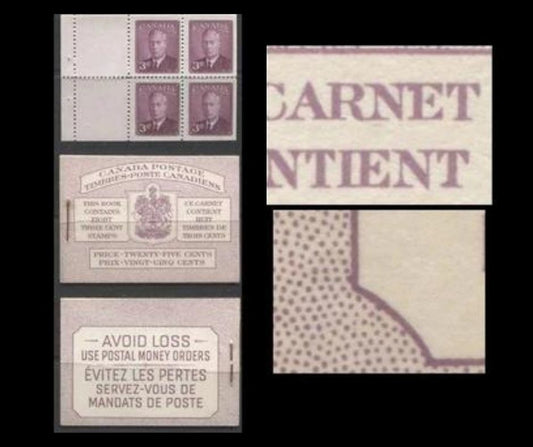 CANADA
3¢
CANADA
3¢
CANADA
3¢
CANADA
3¢
CANADA POSTAGE
TIMBRES-POSTE CANADIENS
THIS BOOK
CONTAINS
EIGHT
THREE CENT
STAMPS
CE CARNET
CONTIENT
HUIT
TIMBRES DE
TROIS CENTS
PRICE-TWENTY-FIVE CENTS
PRIX-VINGT-CINQ CENTS
AVOID LOSS
USE POSTAL MONEY ORDERS
ÉVITEZ LES PERTES
SERVEZ-VOUS DE
MANDATS DE POSTE
CARNET
NTIENT